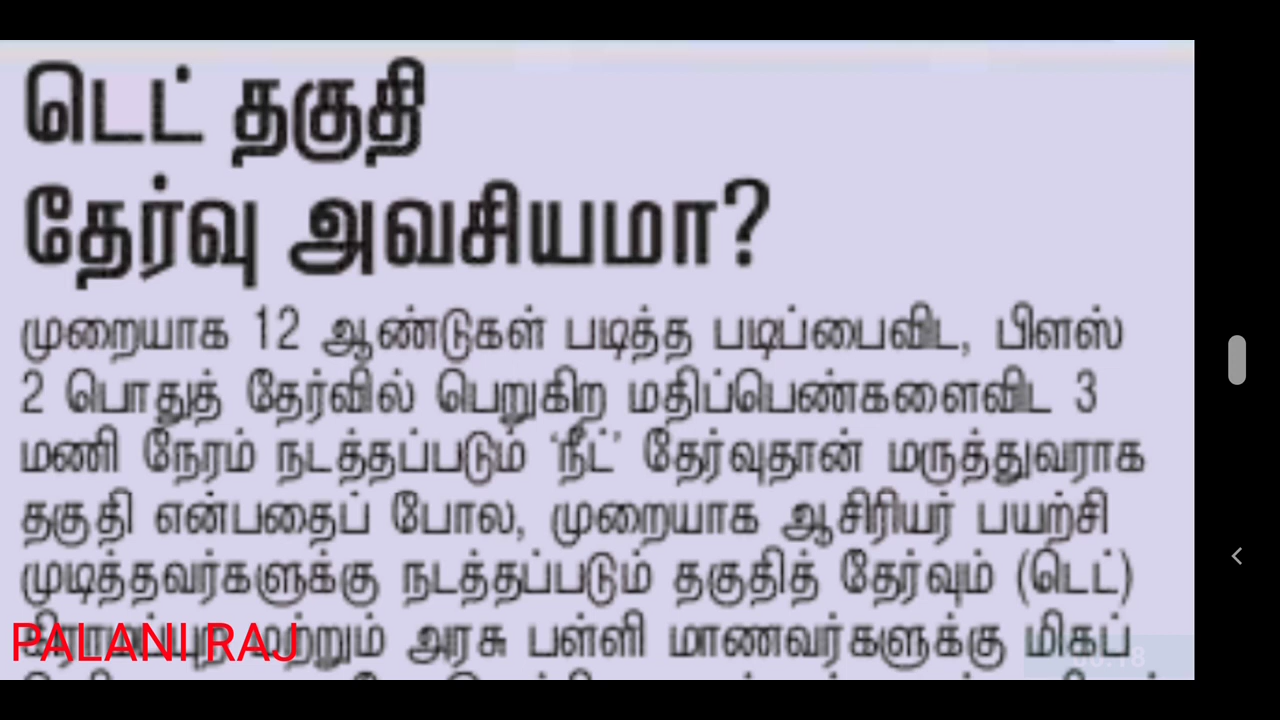 டெட் தகுதி
தேர்வு அவசியமா?
முறையாக 12 ஆண்டுகள் படித்த படிப்பைவிட, பிளஸ்
2 பொதுத் தேர்வில் பெறுகிற மதிப்பெண்களைவிட 3
மணி நேரம் நடத்தப்படும் 'நீட்' தேர்வுதான் மருத்துவராக
தகுதி என்பதைப் போல, முறையாக ஆசிரியர் பயற்சி
முடித்தவர்களுக்கு நடத்தப்படும் தகுதித் தேர்வும் (டெட்)
மற்றும் அரசு பள்ளி மாணவர்களுக்கு மிகப்
PALANI RAJ